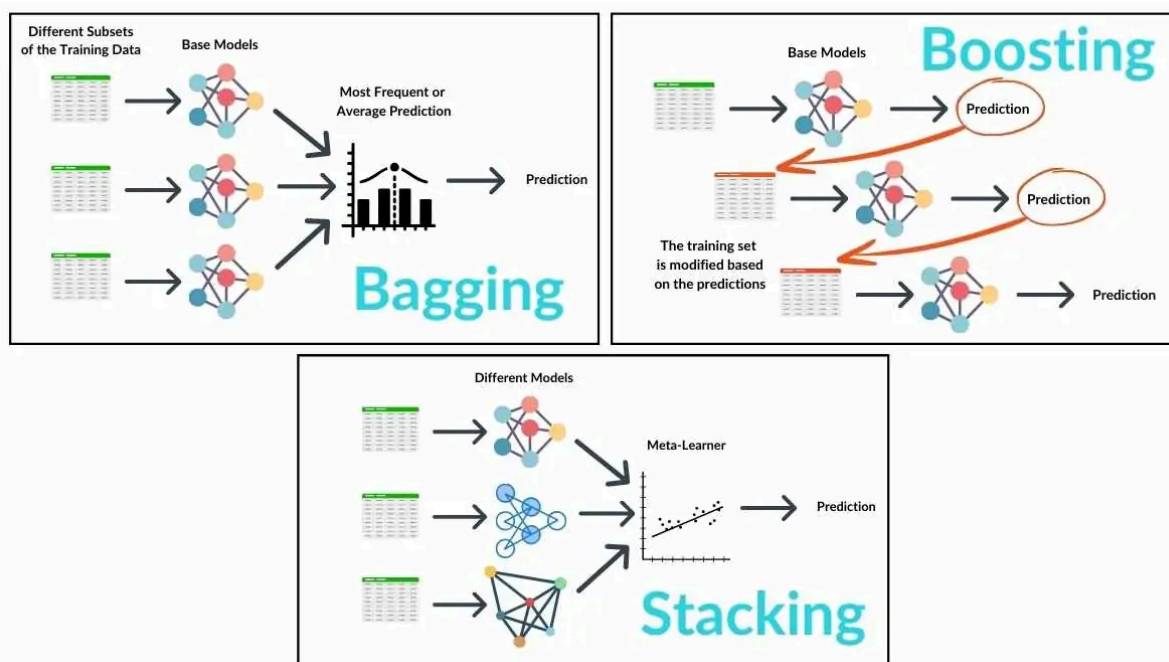 Different Subsets
of the Training Data
Base Models
Most Frequent or
Average Prediction
Prediction
Bagging
Boosting
Base Models
Prediction
Prediction
The training set
is modified based
on the predictions
Prediction
Different Models
Meta-Learner
Prediction
Stacking